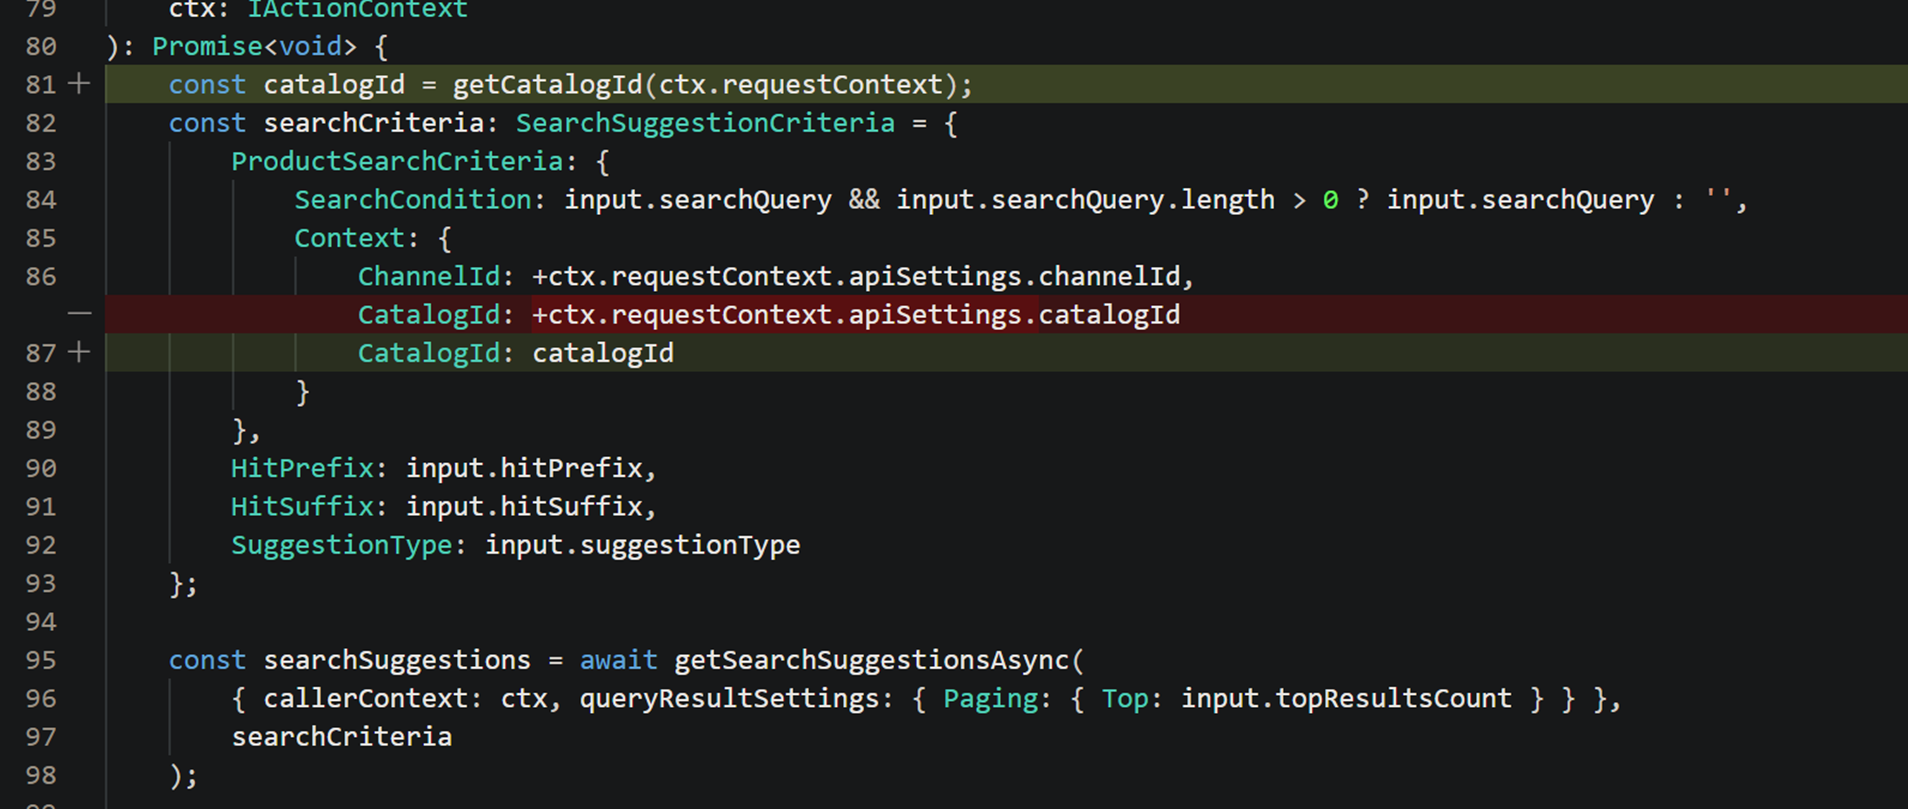 79 ctx: IActionContext
80 ): Promise<void> {
81 + const catalogId = getCatalogId(ctx.requestContext);
82 const searchCriteria: SearchSuggestionCriteria = {
83 ProductSearchCriteria: {
84 SearchCondition: input.searchQuery && input.searchQuery.length > 0 ? input.searchQuery : '',
85 Context: {
86 ChannelId: +ctx.requestContext.apiSettings.channelId,
— CatalogId: +ctx.requestContext.apiSettings.catalogId
87 + CatalogId: catalogId
88 }
89 },
90 HitPrefix: input.hitPrefix,
91 HitSuffix: input.hitSuffix,
92 SuggestionType: input.suggestionType
93 };
94
95 const searchSuggestions = await getSearchSuggestionsAsync(
96 { callerContext: ctx, queryResultSettings: { Paging: { Top: input.topResultsCount } } },
97 searchCriteria
98 );